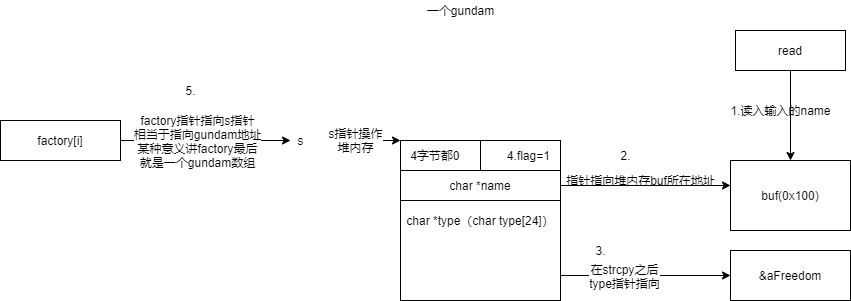 一个gundam
read
5.
factory指针指向s指针
相当于指向gundam地址
某种意义讲factory最后
就是一个gundam数组
factory[i]
s
s指针操作
堆内存
1.读入输入的name
4字节都0
4.flag=1
2.
char *name
指针指向堆内存buf所在地址
buf(0x100)
char *type（char type[24]）
3.
在strcpy之后
type指针指向
&aFreedom